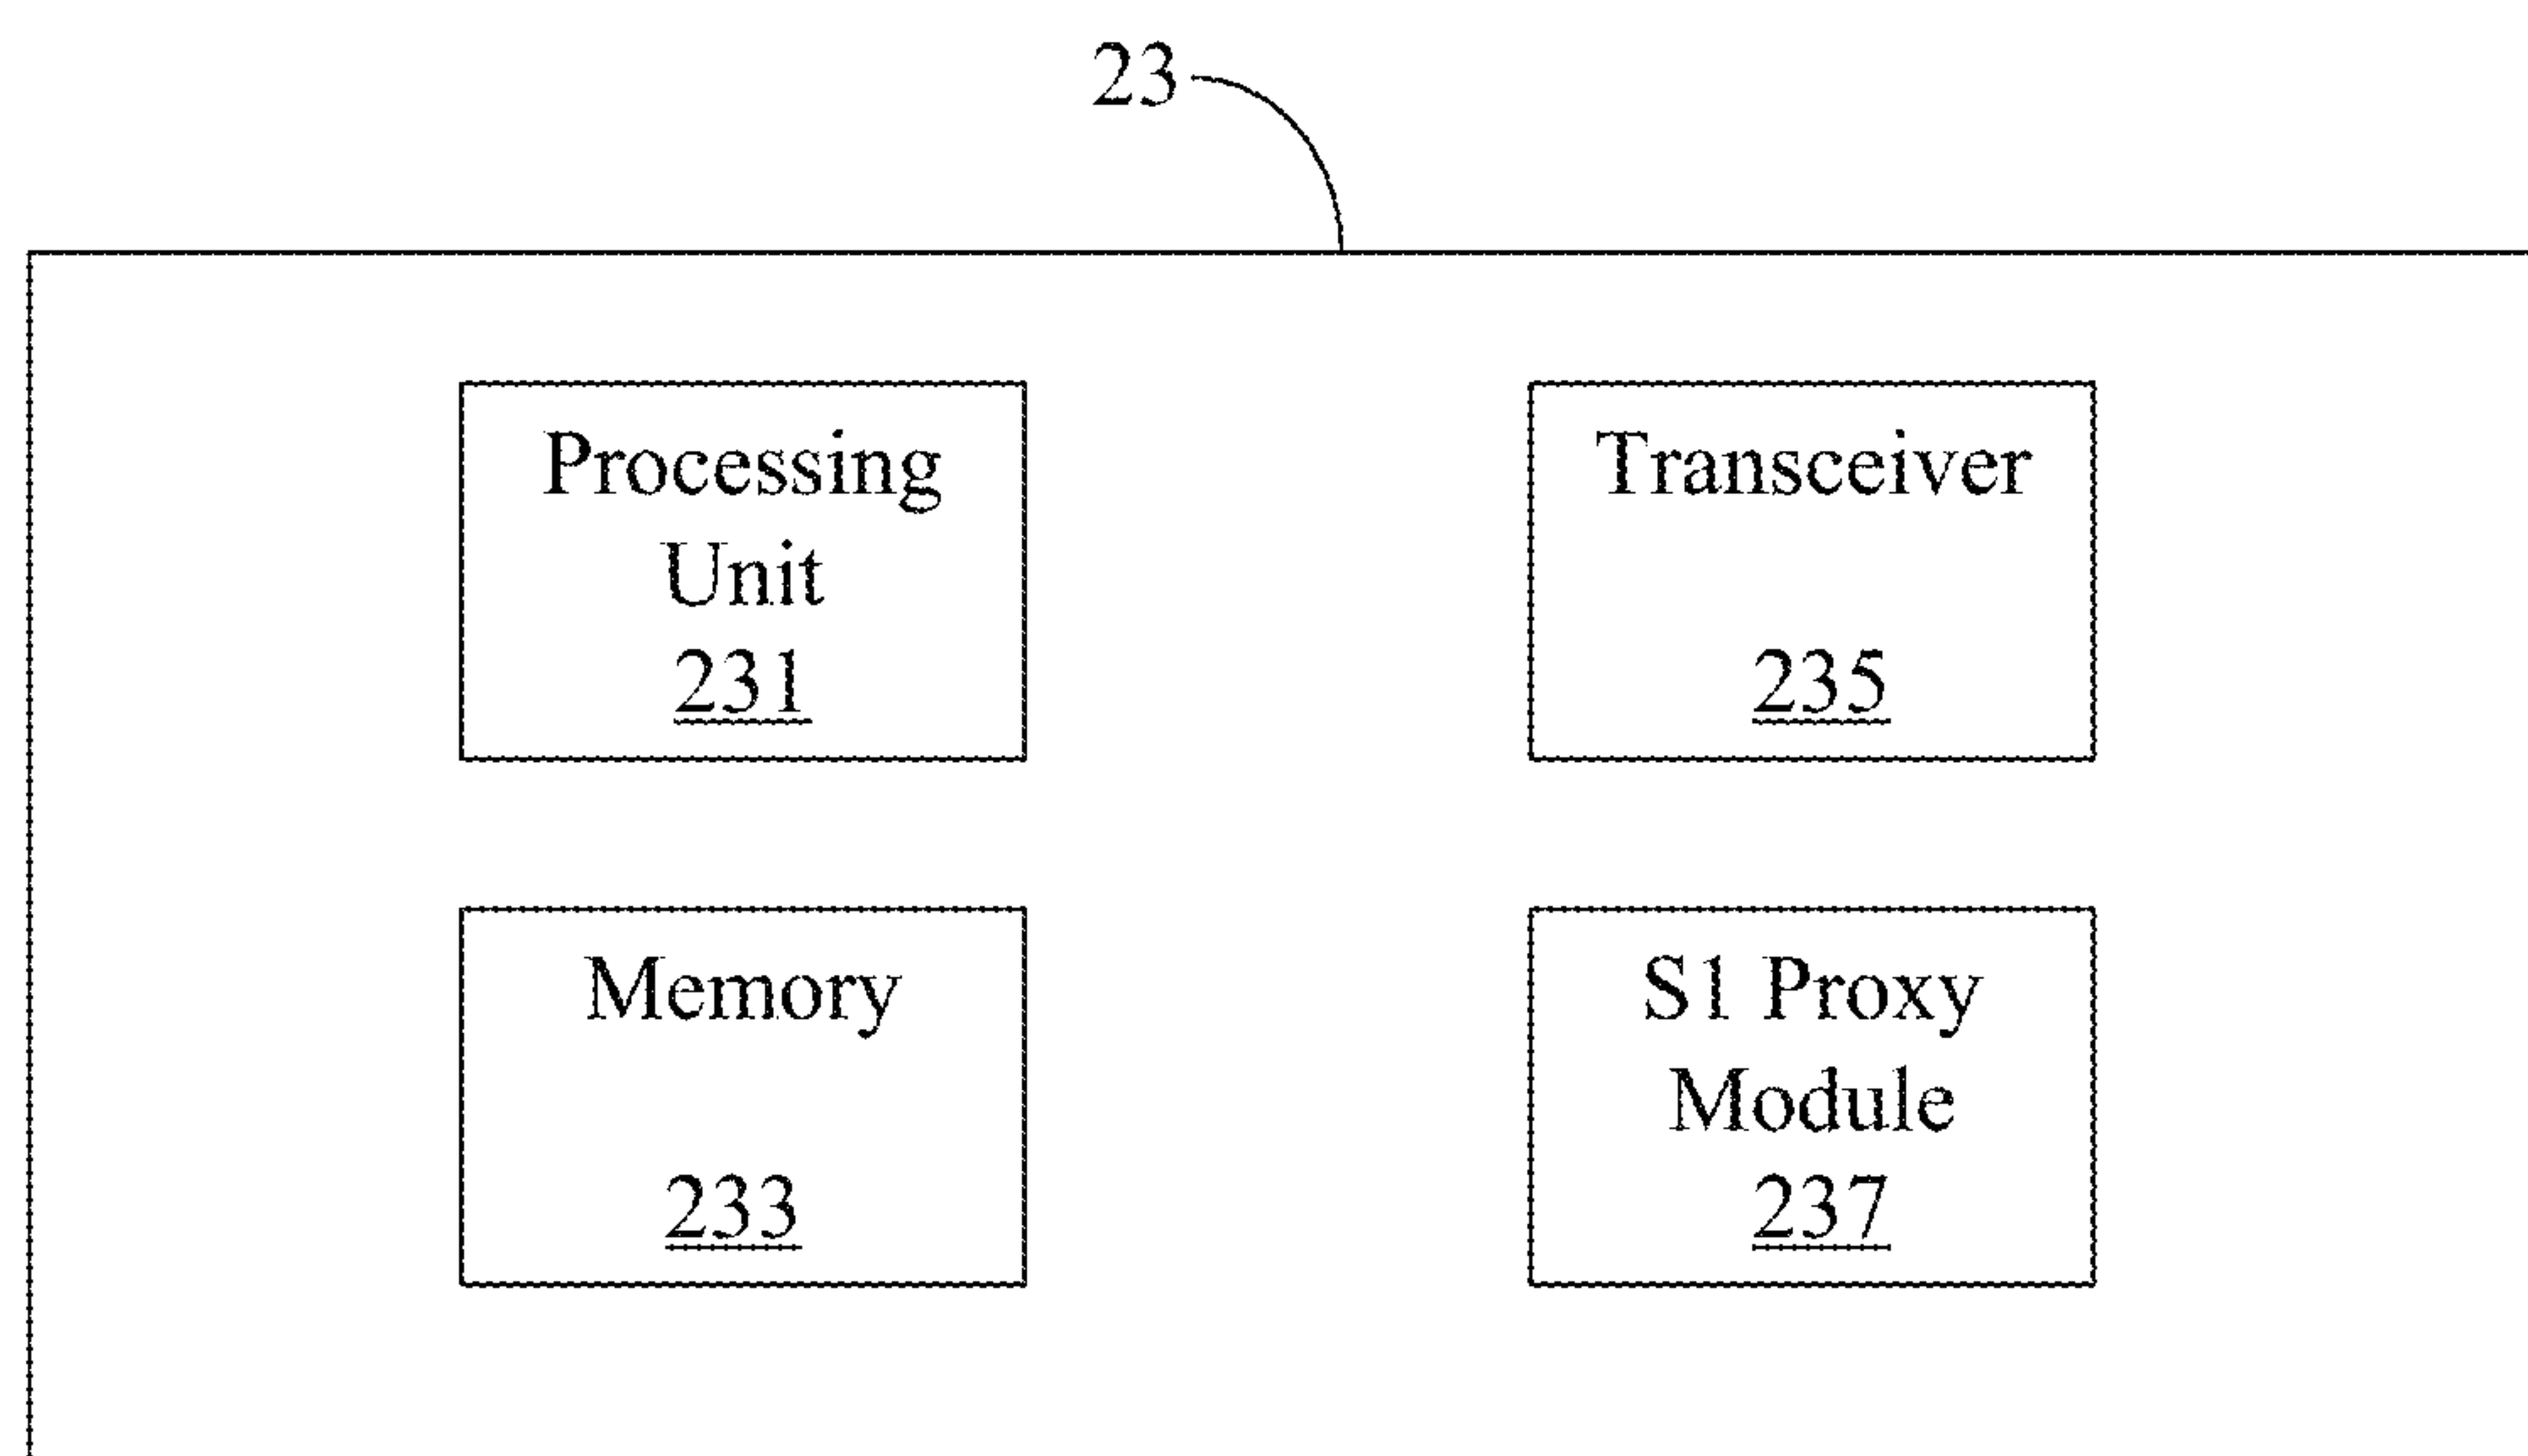 23
Processing
Unit
231
Transceiver
235
Memory
233
S1 Proxy
Module
237